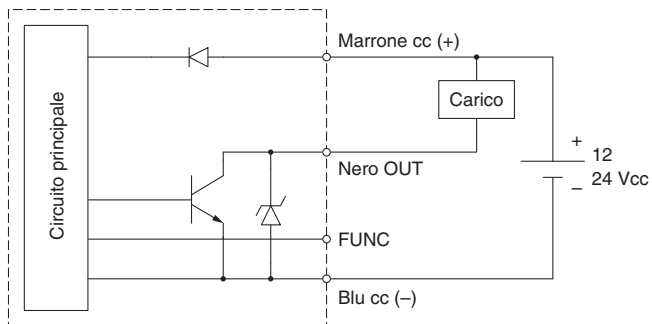 Marrone cc (+)
Circuito principale
Carico
Nero OUT
+
12
24 Vcc
–
FUNC
Blu cc (–)